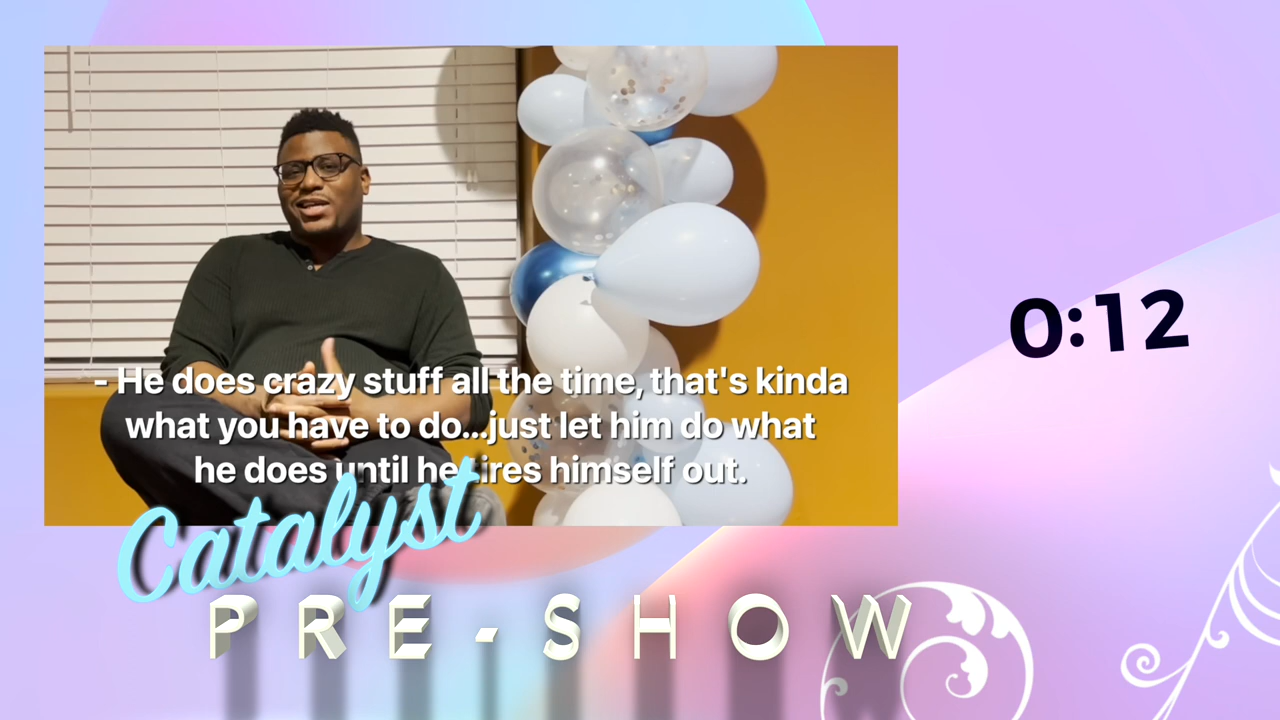 - He does crazy stuff all the time, that's kinda
what you have to do...just let him do what
he does until he tires himself out.
0:12
Catalyst
PRE-SHOW